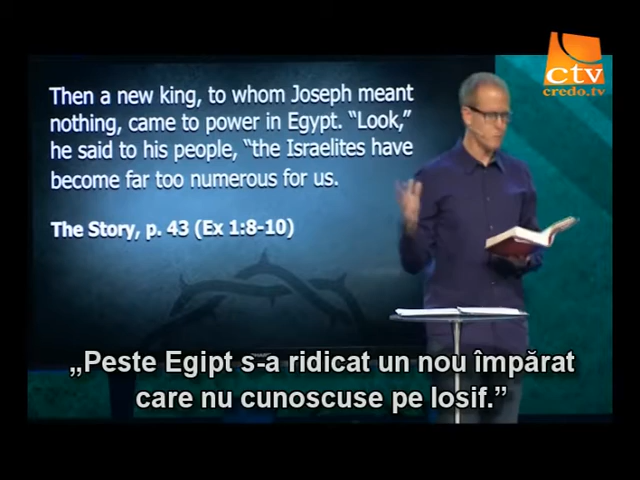 ctv
credo.tv
Then a new king, to whom Joseph meant
nothing, came to power in Egypt. “Look,”
he said to his people, “the Israelites have
become far too numerous for us.
The Story, p. 43 (Ex 1:8-10)
„Peste Egipt s-a ridicat un nou împărat
care nu cunoscuse pe Iosif.”